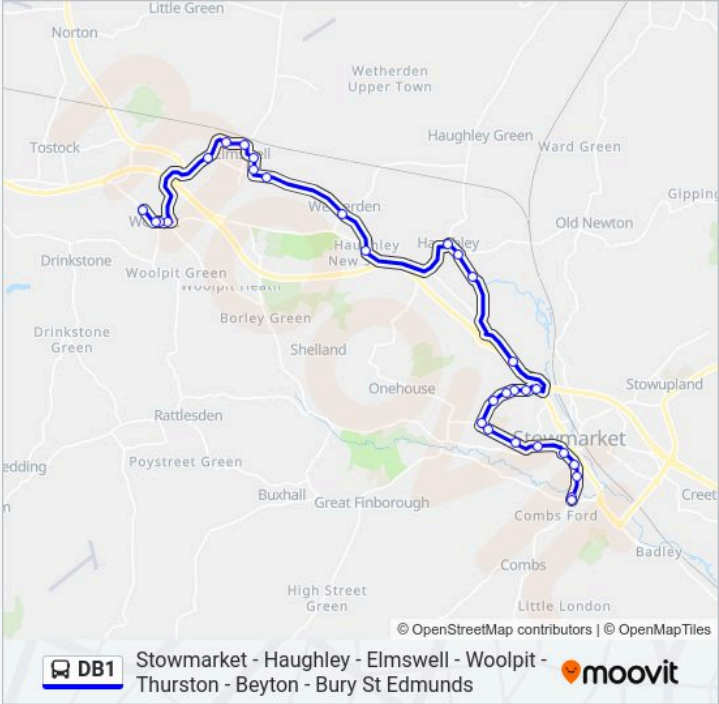 Little Green
Norton
Wetherden
Upper Town
Haughley Green
Ward Green
Tostock
Elmswell
Gipping
Wetherden
Old Newton
Haughley
Haughley
New
Drinkstone
Woolpit Green
Woolpit Heath
Borley Green
Drinkstone
Green
Shelland
Onehouse
Stowupland
Rattlesden
Stowmarket
edding
Poystreet Green
Buxhall
Great Finborough
Creet
Combs Ford
Badley
Combs
High Street
Green
Little London
© OpenStreetMap contributors | © OpenMapTiles
DB1
Stowmarket - Haughley - Elmswell - Woolpit -
Thurston - Beyton - Bury St Edmunds
moovit